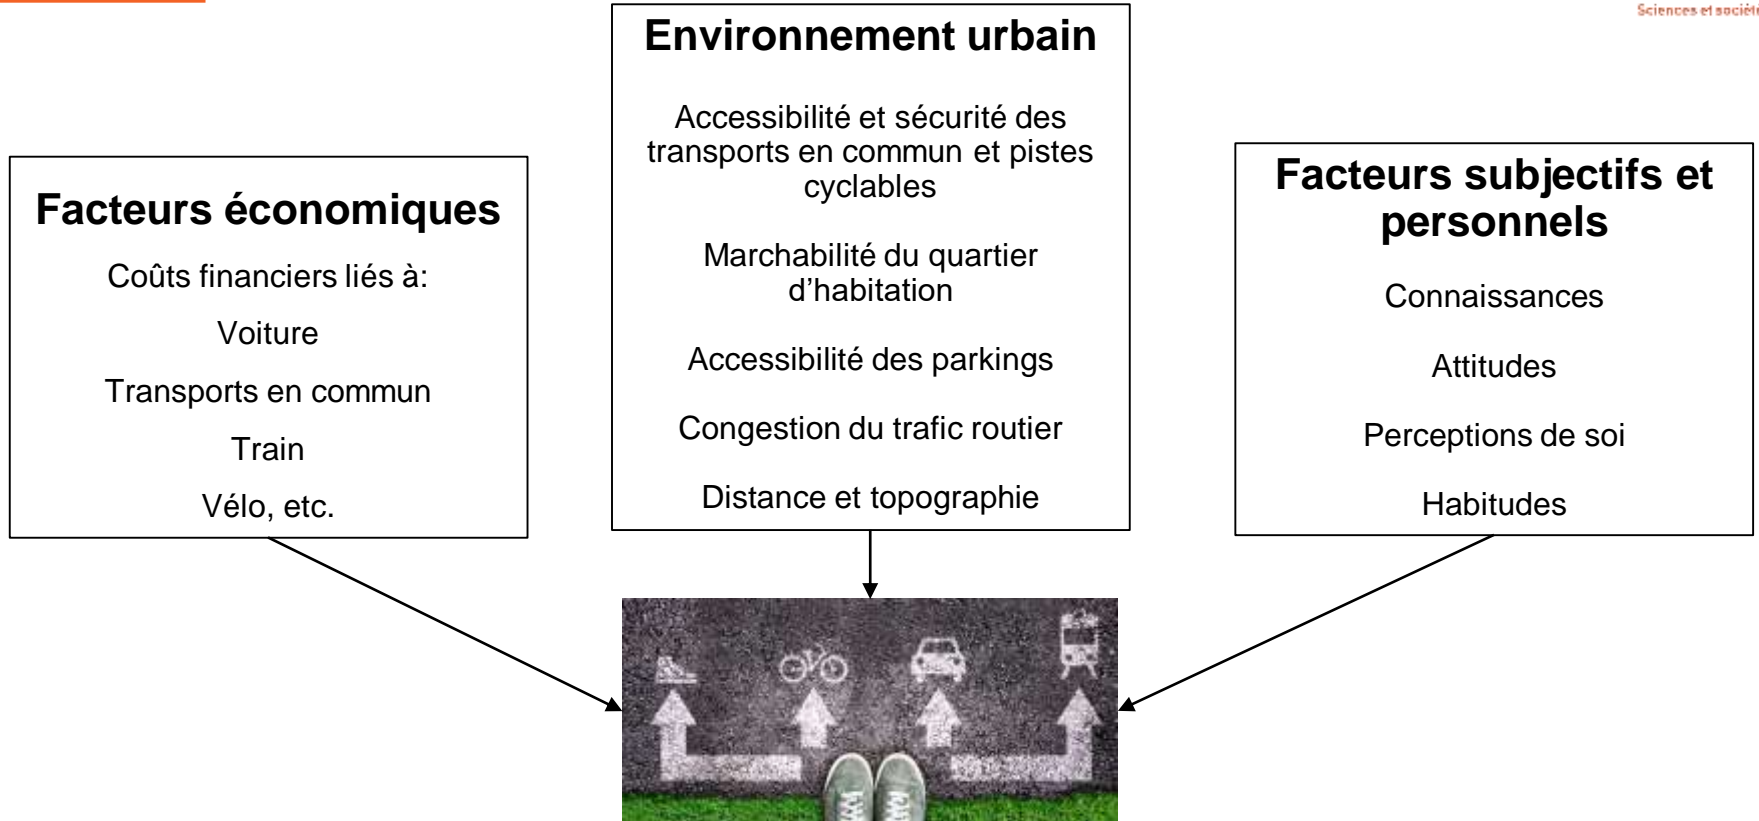 Sciences et société
Environnement urbain
Accessibilité et sécurité des
transports en commun et pistes
cyclables
Marchabilité du quartier
d'habitation
Accessibilité des parkings
Congestion du trafic routier
Distance et topographie
Facteurs économiques
Coûts financiers liés à:
Voiture
Transports en commun
Train
Vélo, etc.
Facteurs subjectifs et
personnels
Connaissances
Attitudes
Perceptions de soi
Habitudes